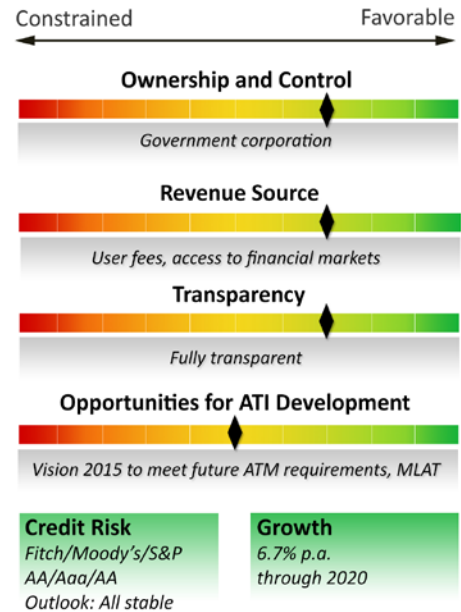 Constrained Favorable
Ownership and Control
Government corporation
Revenue Source
User fees, access to financial markets
Transparency
Fully transparent
Opportunities for ATI Development
Vision 2015 to meet future ATM requirements, MLAT
Credit Risk
Fitch/Moody's/S&P
AA/Aaa/AA
Outlook: All stable
Growth
6.7% p.a.
through 2020